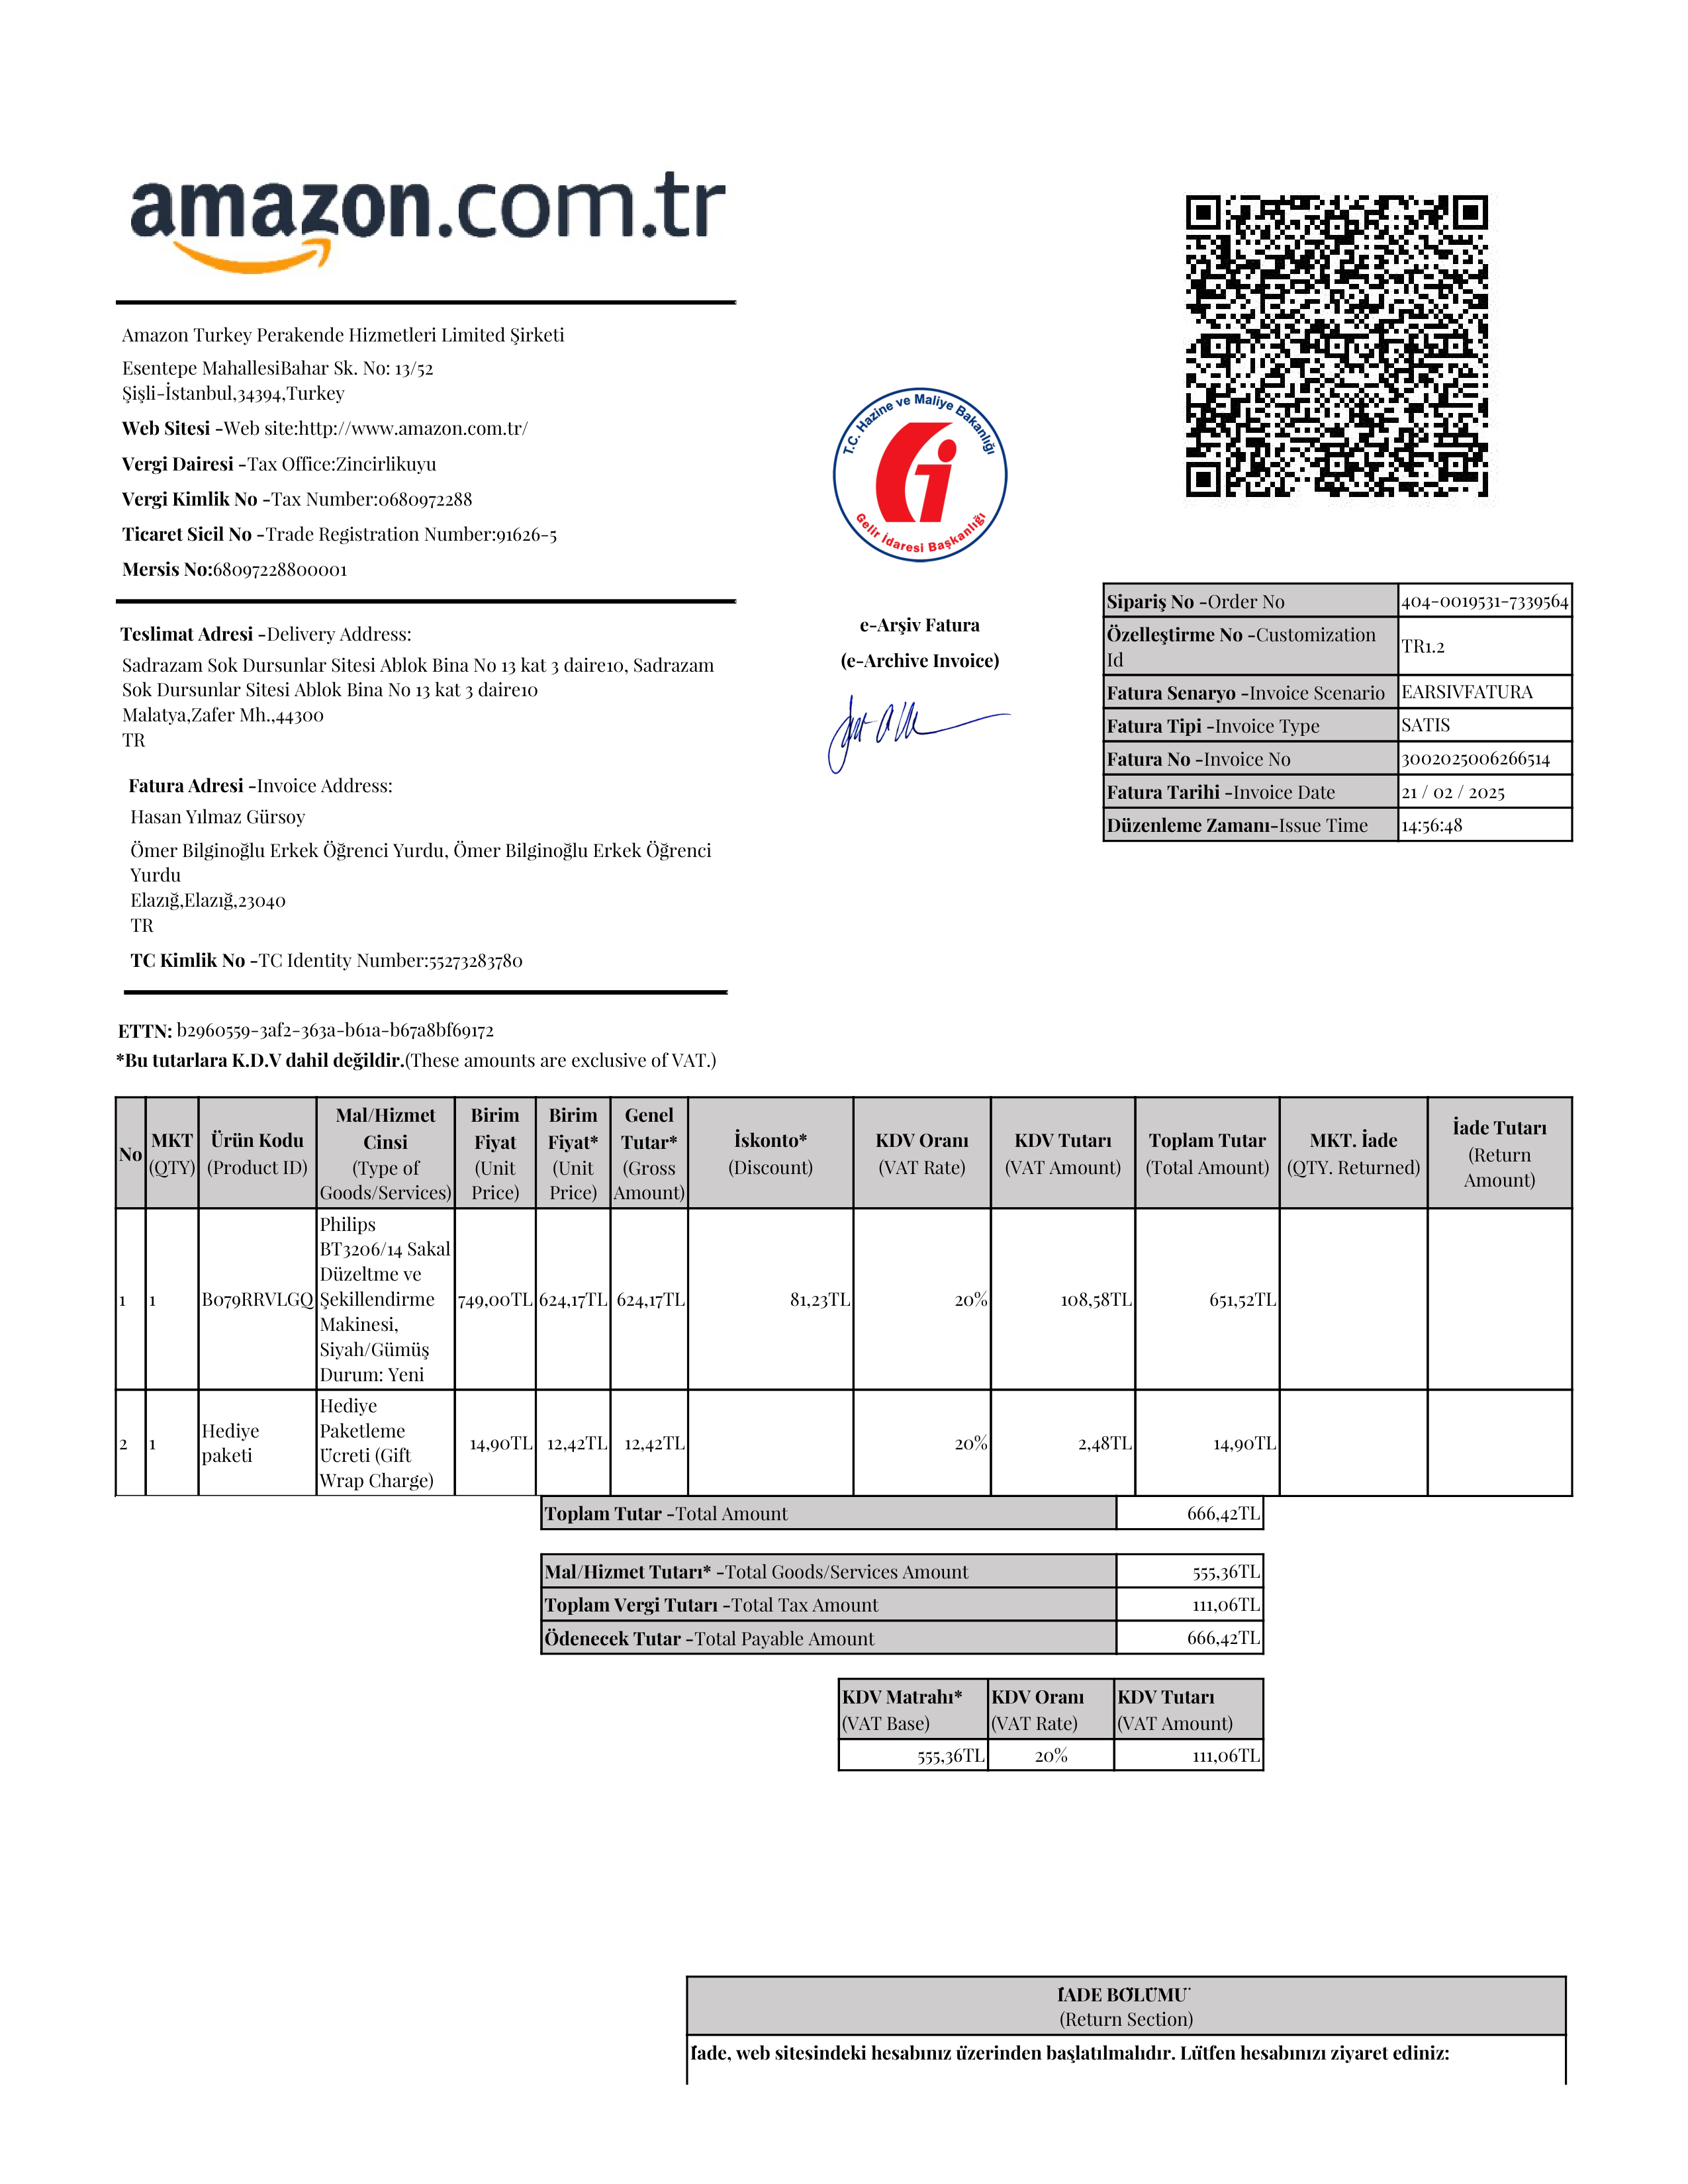 amazon.com.tr
Amazon Turkey Perakende Hizmetleri Limited Şirketi
Esentepe MahallesiBahar Sk. No: 13/52
Şişli-İstanbul,34394,Turkey
Web Sitesi -Web site:http://www.amazon.com.tr/
Vergi Dairesi -Tax Office:Zincirlikuyu
Vergi Kimlik No -Tax Number:0680972288
Ticaret Sicil No -Trade Registration Number:91626-5
Mersis No:68097228800001
Teslimat Adresi -Delivery Address:
Sadrazam Sok Dursunlar Sitesi Ablok Bina No 13 kat 3 daire10, Sadrazam
Sok Dursunlar Sitesi Ablok Bina No 13 kat 3 daire10
Malatya,Zafer Mh.,44300
TR
Fatura Adresi -Invoice Address:
Hasan Yılmaz Gürsoy
Ömer Bilginoğlu Erkek Öğrenci Yurdu, Ömer Bilginoğlu Erkek Öğrenci
Yurdu
Elazığ,Elazığ,23040
TR
TC Kimlik No -TC Identity Number:55273283780
T.C. Hazine ve Maliye Bakanlığı
Gelir İdaresi Başkanlığı
e-Arşiv Fatura
(e-Archive Invoice)
Sipariş No -Order No 404-0019531-7339564
Özelleştirme No -Customization
Id TR1.2
Fatura Senaryo -Invoice Scenario EARSIVFATURA
Fatura Tipi -Invoice Type SATIS
Fatura No -Invoice No 3002025006266514
Fatura Tarihi -Invoice Date 21 / 02 / 2025
Düzenleme Zamanı-Issue Time 14:56:48
ETTN: b2960559-3af2-363a-b61a-b67a8bf69172
*Bu tutarlara K.D.V dahil değildir.(These amounts are exclusive of VAT.)
No
MKT
(QTY)
Ürün Kodu
(Product ID)
Mal/Hizmet
Cinsi
(Type of
Goods/Services)
Birim
Fiyat
(Unit
Price)
Birim
Fiyat*
(Unit
Price)
Genel
Tutar*
(Gross
Amount)
İskonto*
(Discount)
KDV Oranı
(VAT Rate)
KDV Tutarı
(VAT Amount)
Toplam Tutar
(Total Amount)
MKT. İade
(QTY. Returned)
İade Tutarı
(Return
Amount)
1
1
B079RRVLGQ
Philips
BT3206/14 Sakal
Düzeltme ve
Şekillendirme
Makinesi,
Siyah/Gümüş
Durum: Yeni
749,00TL
624,17TL
624,17TL
81,23TL
20%
108,58TL
651,52TL
2
1
Hediye
paketi
Hediye
Paketleme
Ücreti (Gift
Wrap Charge)
14,90TL
12,42TL
12,42TL
20%
2,48TL
14,90TL
Toplam Tutar -Total Amount 666,42TL
Mal/Hizmet Tutarı* -Total Goods/Services Amount 555,36TL
Toplam Vergi Tutarı -Total Tax Amount 111,06TL
Ödenecek Tutar -Total Payable Amount 666,42TL
KDV Matrahı*
(VAT Base)
KDV Oranı
(VAT Rate)
KDV Tutarı
(VAT Amount)
555,36TL 20% 111,06TL
İADE BÖLÜMÜ
(Return Section)
İade, web sitesindeki hesabınız üzerinden başlatılmalıdır. Lütfen hesabınızı ziyaret ediniz: